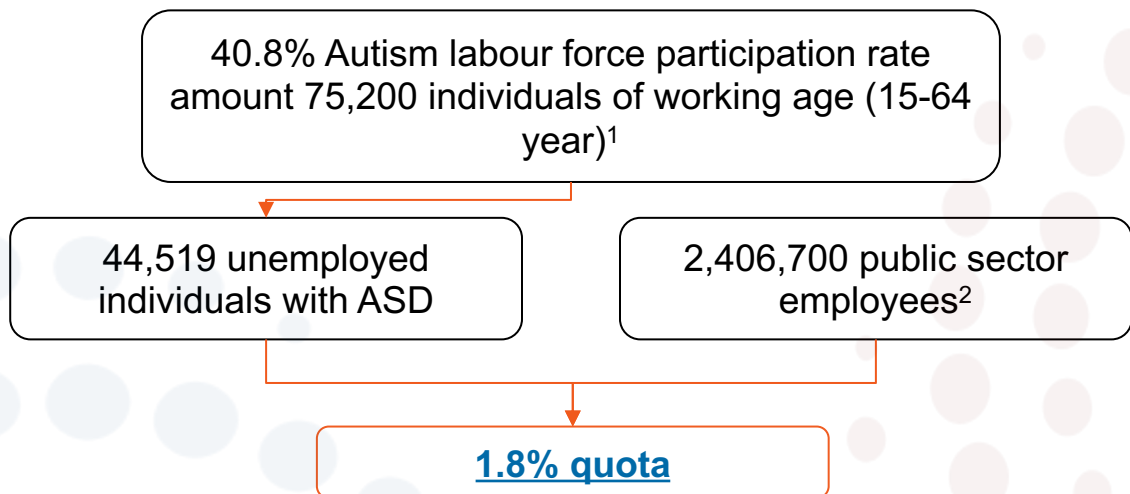 40.8% Autism labour force participation rate
amount 75,200 individuals of working age (15-64
year)¹
44,519 unemployed
individuals with ASD
2,406,700 public sector
employees²
1.8% quota